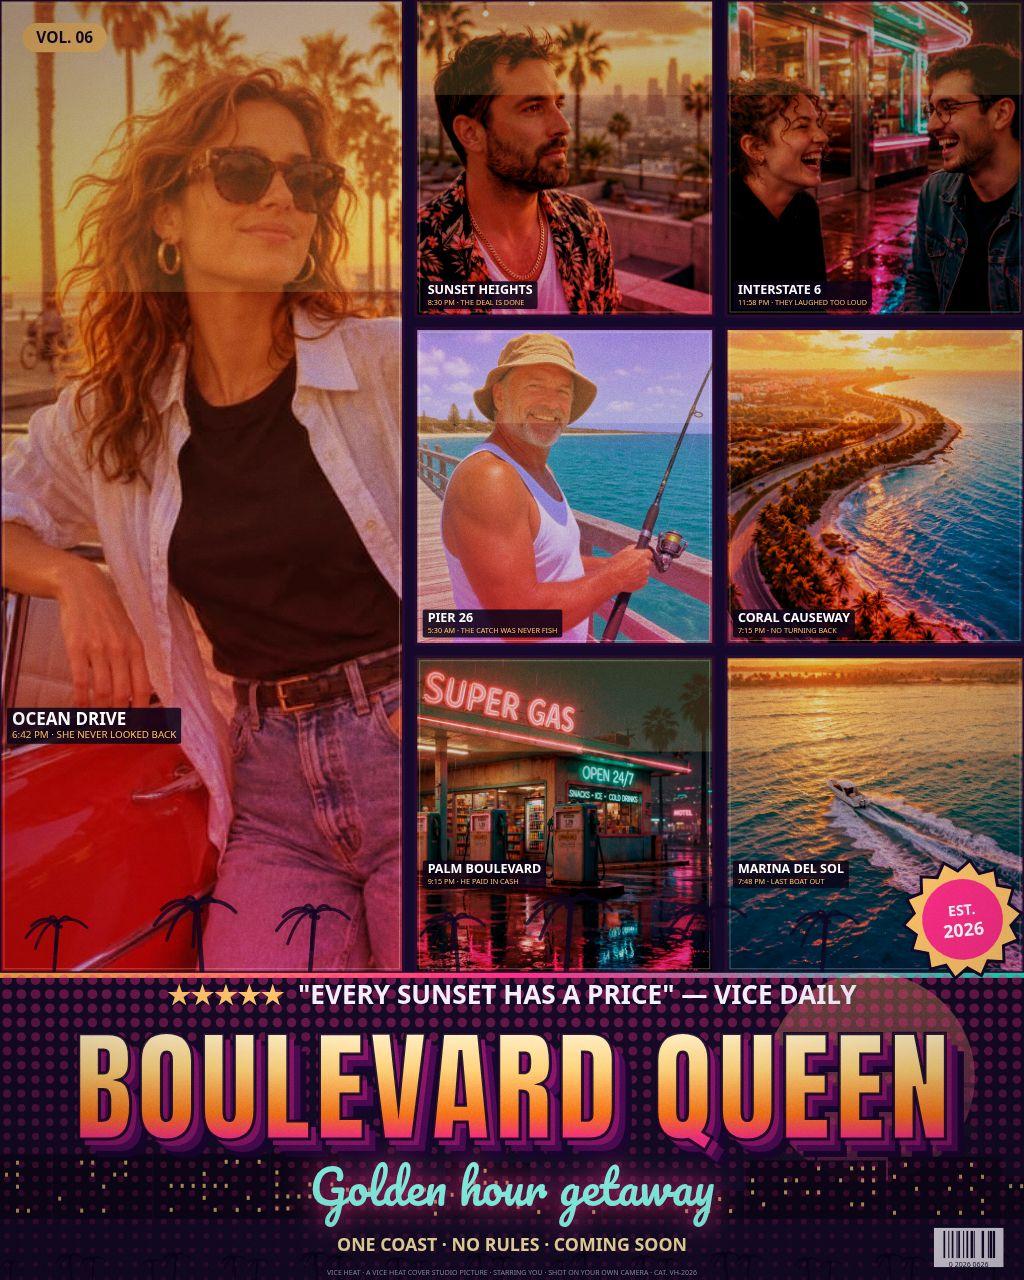 VOL. 06
SUNSET HEIGHTS
8:30 PM · THE DEAL IS DONE
INTERSTATE 6
11:58 PM · THEY LAUGHED TOO LOUD
PIER 26
5:30 AM · THE CATCH WAS NEVER FISH
CORAL CAUSEWAY
7:15 PM · NO TURNING BACK
OCEAN DRIVE
6:42 PM · SHE NEVER LOOKED BACK
SUPER GAS
OPEN 24/7
SNACKS • ICE • COLD DRINKS
MOTEL
PALM BOULEVARD
9:15 PM · HE PAID IN CASH
MARINA DEL SOL
7:48 PM · LAST BOAT OUT
EST.
2026
★★★★★ "EVERY SUNSET HAS A PRICE" — VICE DAILY
BOULEVARD QUEEN
Golden hour getaway
ONE COAST · NO RULES · COMING SOON
VICE HEAT · A VICE HEAT COVER STUDIO PICTURE · STARRING YOU · SHOT ON YOUR OWN CAMERA · CAT. VH-2026
0 2026 0626